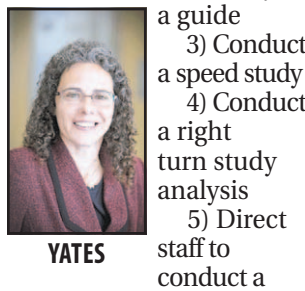 a guide
3) Conduct
a speed study
4) Conduct
a right
turn study
analysis
5) Direct
staff to
conduct a
YATES